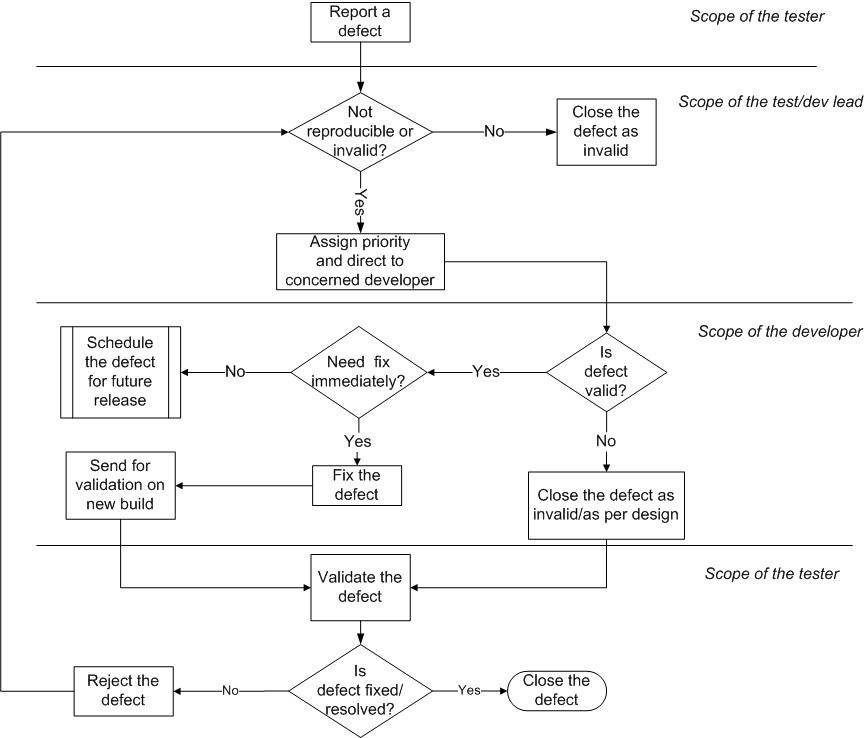 Report a
defect
Scope of the tester
Scope of the test/dev lead
Not
reproducible or
invalid?
No
Close the
defect as
invalid
Yes
Assign priority
and direct to
concerned developer
Scope of the developer
Schedule
the defect
for future
release
No
Need fix
immediately?
Yes
Is
defect
valid?
Yes
No
Send for
validation on
new build
Fix the
defect
Close the defect as
invalid/as per design
Scope of the tester
Validate the
defect
Reject the
defect
No
Is
defect fixed/
resolved?
Yes
Close the
defect